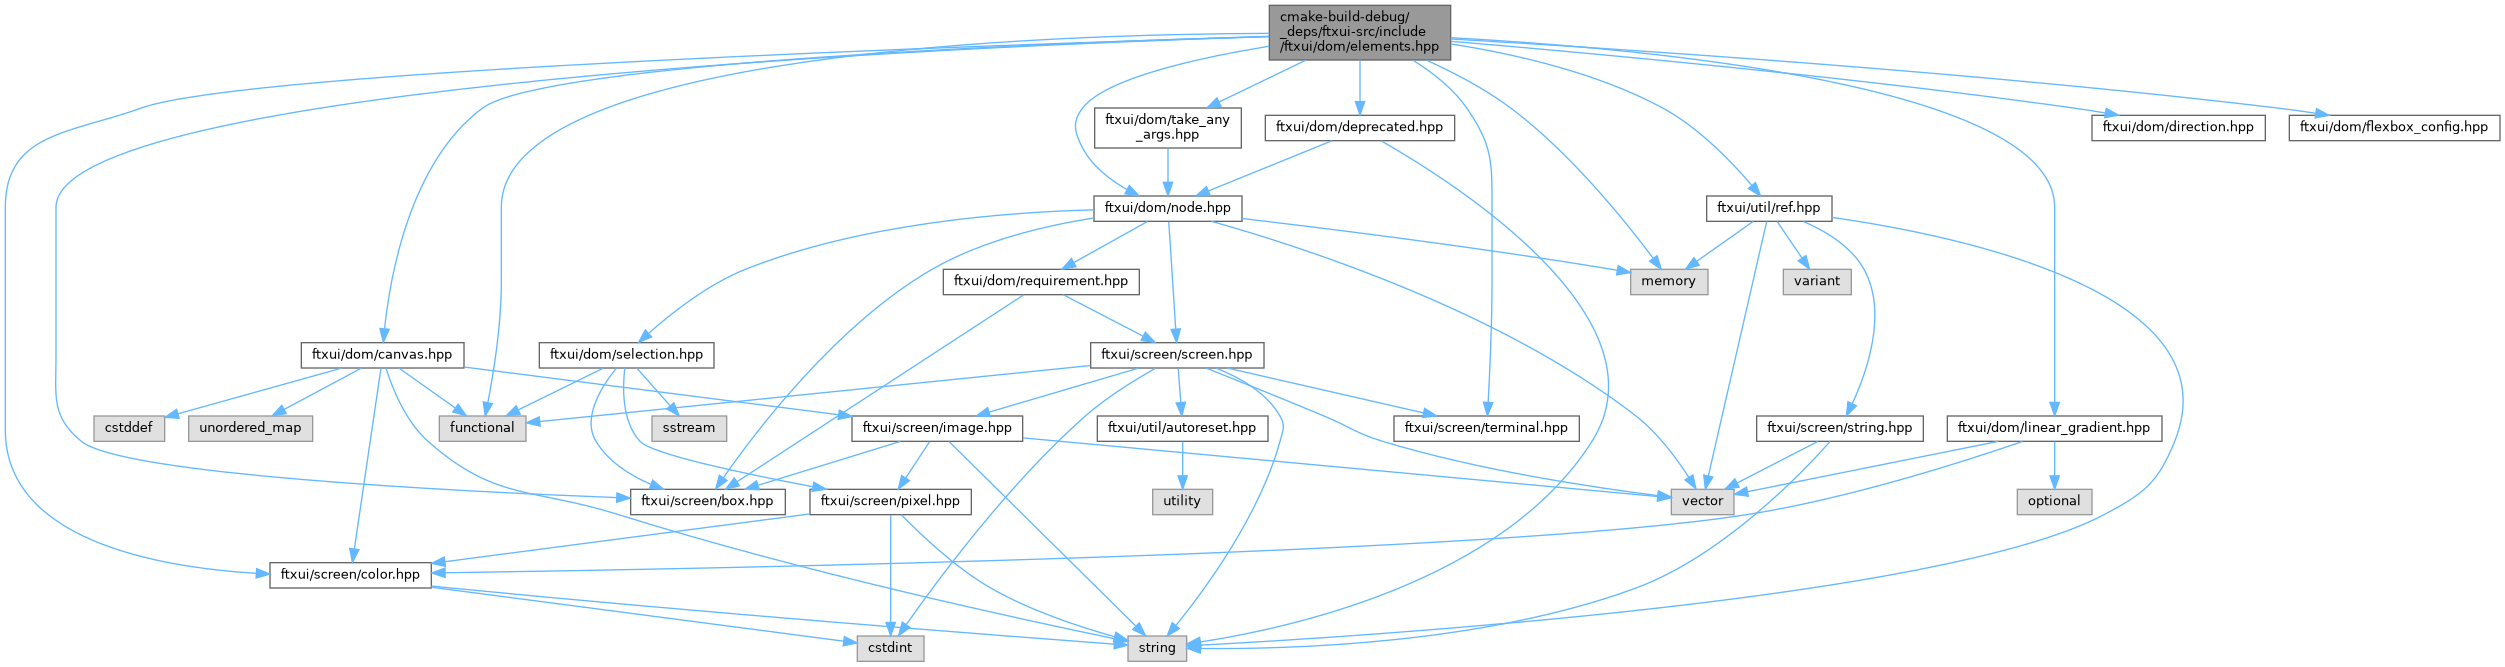 cmake-build-debug/
_deps/ftxui-src/include
/ftxui/dom/elements.hpp
ftxui/dom/take_any
_args.hpp
ftxui/dom/deprecated.hpp
ftxui/dom/direction.hpp
ftxui/dom/flexbox_config.hpp
ftxui/dom/node.hpp
ftxui/util/ref.hpp
ftxui/dom/requirement.hpp
memory
variant
ftxui/dom/canvas.hpp
ftxui/dom/selection.hpp
ftxui/screen/screen.hpp
cstddef
unordered_map
functional
sstream
ftxui/screen/image.hpp
ftxui/util/autoreset.hpp
ftxui/screen/terminal.hpp
ftxui/screen/string.hpp
ftxui/dom/linear_gradient.hpp
ftxui/screen/box.hpp
ftxui/screen/pixel.hpp
utility
vector
optional
ftxui/screen/color.hpp
cstdint
string